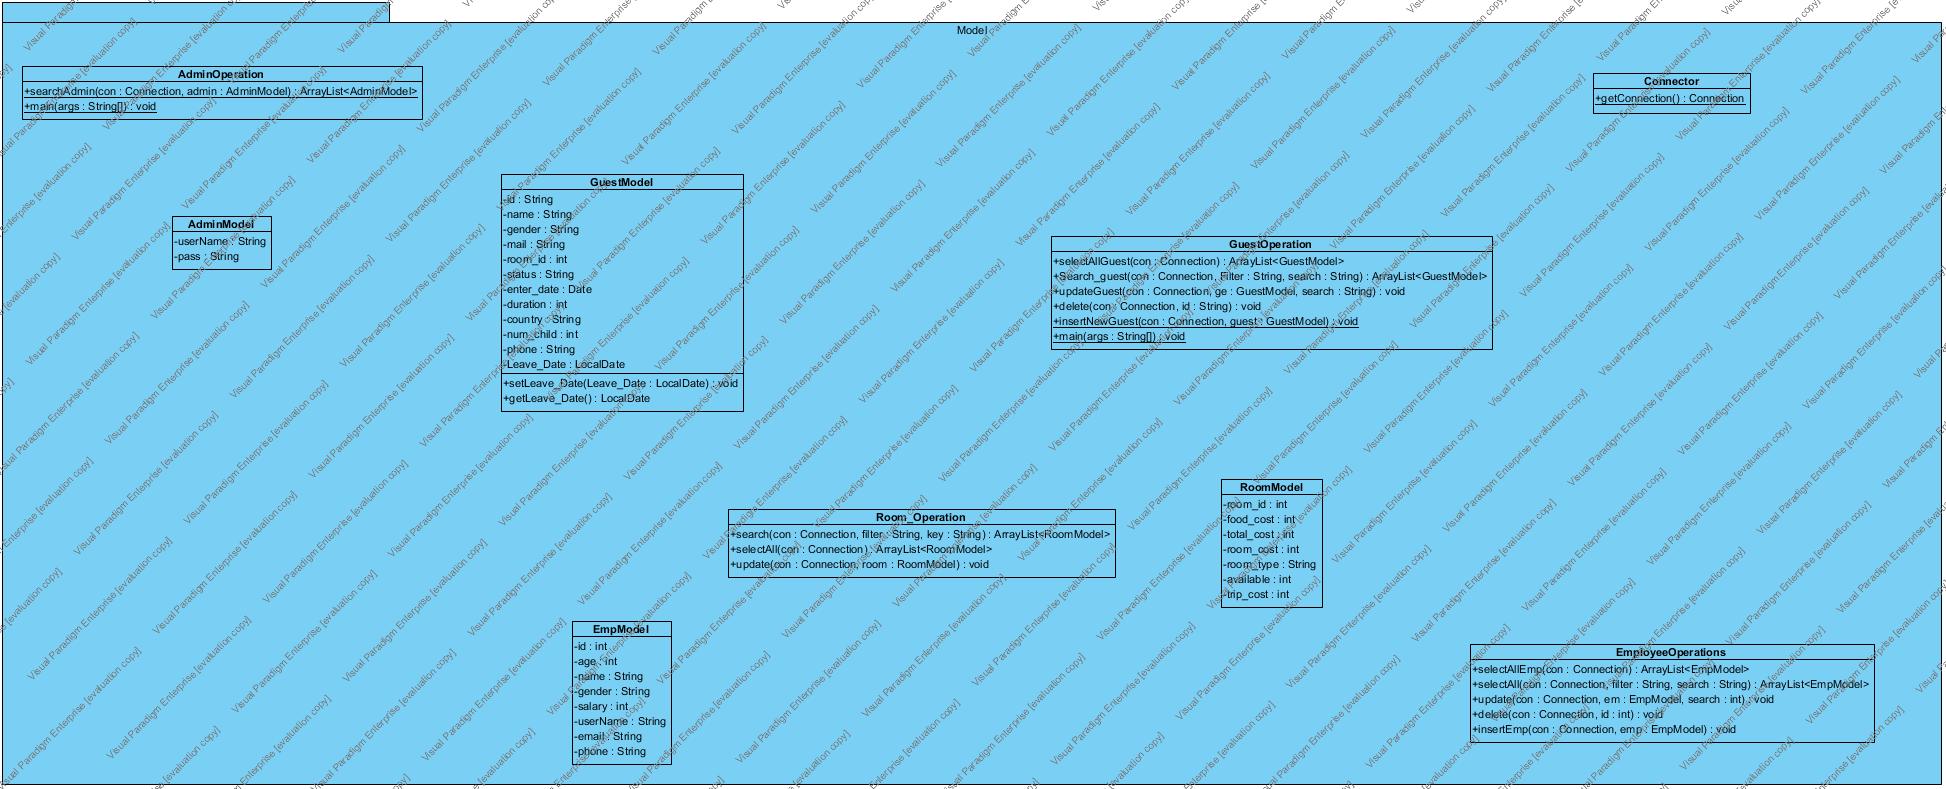 Model
AdminOperation
+searchAdmin(con : Connection, admin : AdminModel) : ArrayList<AdminModel>
+main(args : String[]) : void
Connector
+getConnection() : Connection
GuestModel
-id : String
-name : String
-gender : String
-mail : String
-room_id : int
-status : String
-enter_date : Date
-duration : int
-country : String
-num_child : int
-phone : String
-Leave_Date : LocalDate
+setLeave_Date(Leave_Date : LocalDate) : void
+getLeave_Date() : LocalDate
AdminModel
-userName : String
-pass : String
GuestOperation
+selectAllGuest(con : Connection) : ArrayList<GuestModel>
+Search_guest(con : Connection, Filter : String, search : String) : ArrayList<GuestModel>
+updateGuest(con : Connection, ge : GuestModel, search : String) : void
+delete(con : Connection, id : String) : void
+insertNewGuest(con : Connection, guest : GuestModel) : void
+main(args : String[]) : void
Room_Operation
+search(con : Connection, filter : String, key : String) : ArrayList<RoomModel>
+selectAll(con : Connection) : ArrayList<RoomModel>
+update(con : Connection, room : RoomModel) : void
RoomModel
-room_id : int
-food_cost : int
-total_cost : int
-room_cost : int
-room_type : String
-available : int
-trip_cost : int
EmpModel
-id : int
-age : int
-name : String
-gender : String
-salary : int
-userName : String
-email : String
-phone : String
EmployeeOperations
+selectAllEmp(con : Connection) : ArrayList<EmpModel>
+selectAll(con : Connection, filter : String, search : String) : ArrayList<EmpModel>
+update(con : Connection, em : EmpModel, search : int) : void
+delete(con : Connection, id : int) : void
+insertEmp(con : Connection, emp : EmpModel) : void
Visual Paradigm Enterprise [evaluation copy]